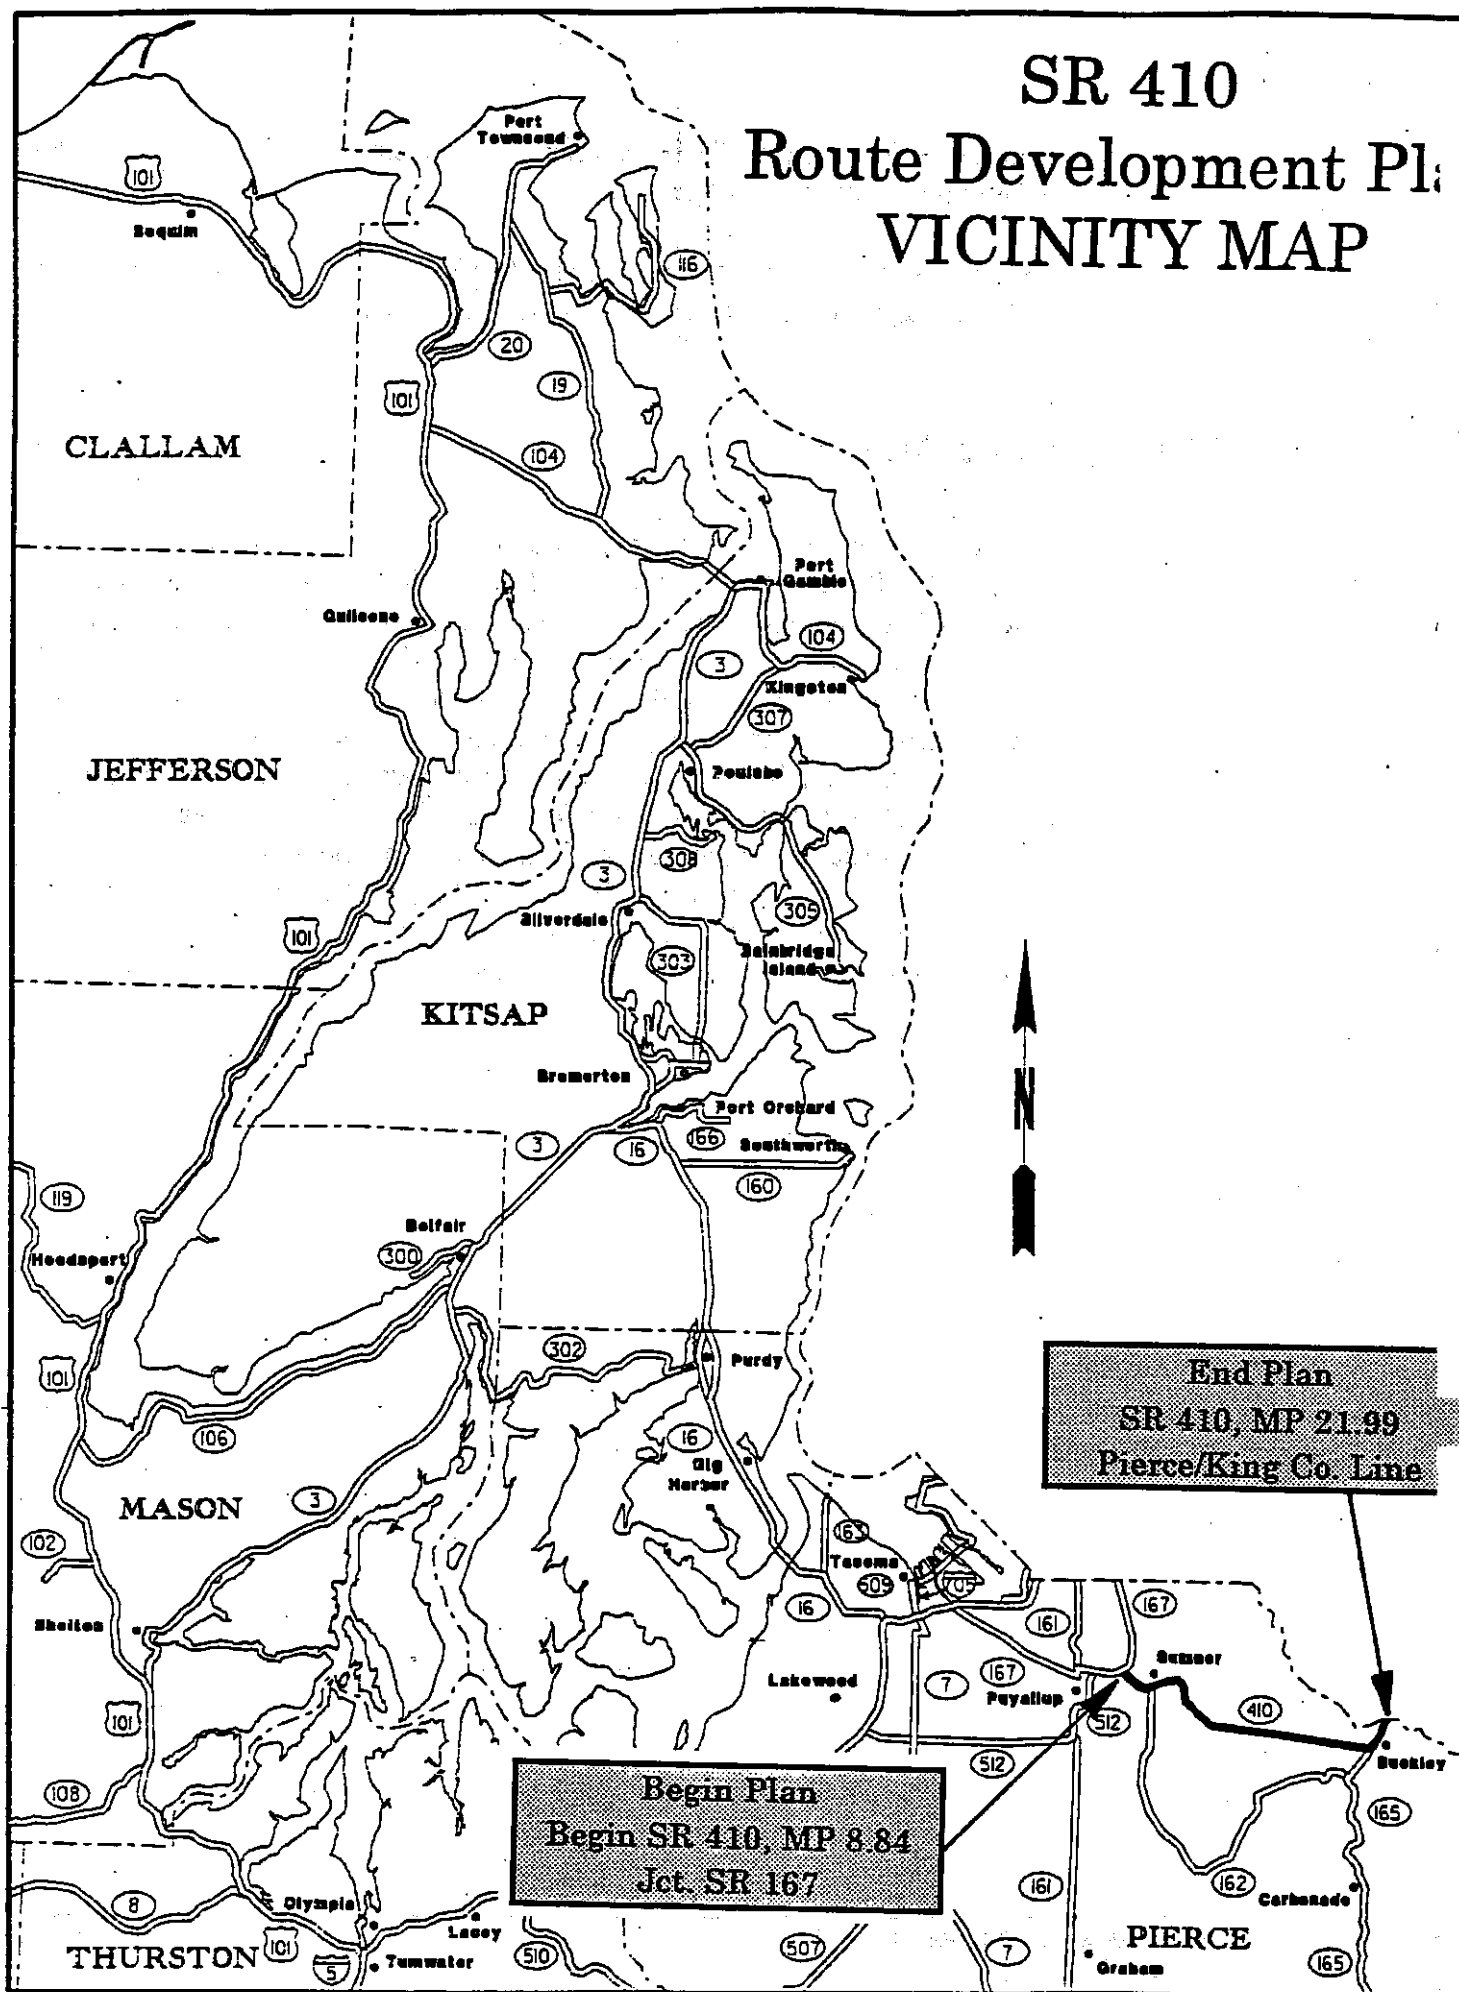 SR 410
Route Development Pl
VICINITY MAP
Port
Townsend
101
Sequim
116
20
19
101
CLALLAM
104
Port
Gamble
Quilcene
104
3
Kingston
307
JEFFERSON
Poulsbo
308
3
305
Silverdale
101
303
Bainbridge
Island
KITSAP
N
Bremerton
Port Orchard
3
16
166
Southworth
160
119
Belfair
300
Hoodsport
302
Purdy
101
End Plan
SR 410, MP 21.99
Pierce/King Co. Line
106
16
Gig
Harbor
MASON
3
102
163
Tacoma
509
705
16
161
167
Shelton
Sumner
167
Lakewood
7
Puyallup
410
101
512
Buckley
512
Begin Plan
Begin SR 410, MP 8.84
Jct. SR 167
108
165
161
162
Carbonado
8
Olympia
Lacey
THURSTON
101
5
Tumwater
510
507
7
PIERCE
Graham
165